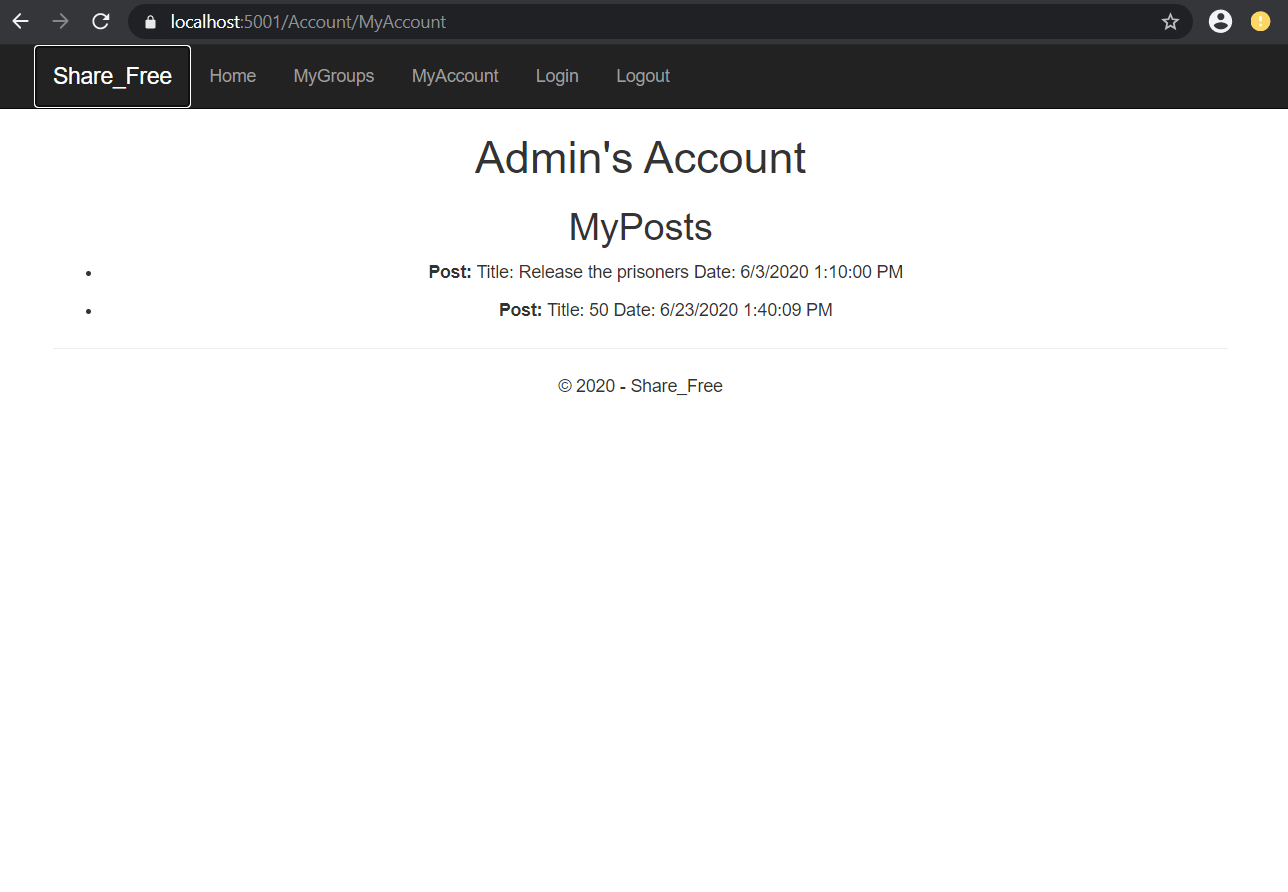 localhost:5001/Account/MyAccount
Share_Free Home MyGroups MyAccount Login Logout
Admin's Account
MyPosts
• Post: Title: Release the prisoners Date: 6/3/2020 1:10:00 PM
• Post: Title: 50 Date: 6/23/2020 1:40:09 PM
© 2020 - Share_Free